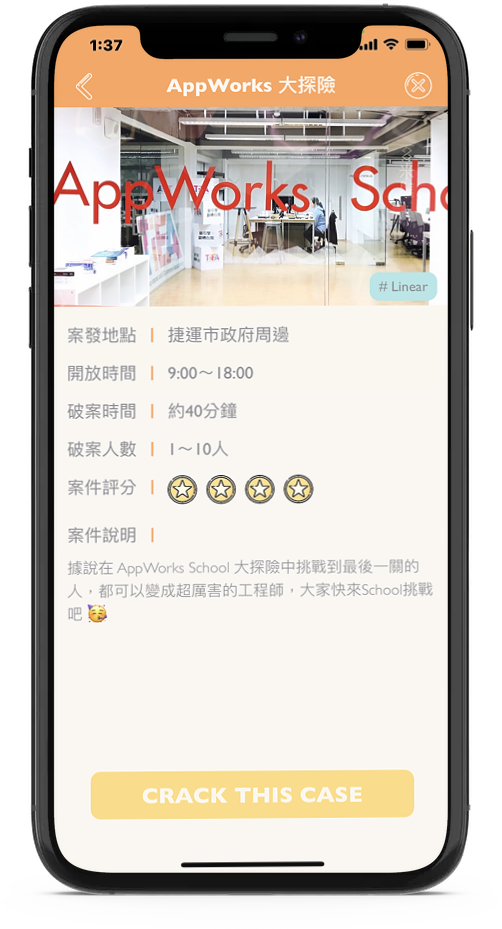 1:37
AppWorks 大探險
AppWorks Scho
# Linear
案發地點 | 捷運市政府周邊
開放時間 | 9:00～18:00
破案時間 | 約40分鐘
破案人數 | 1～10人
案件評分 |
案件說明 |
據說在 AppWorks School 大探險中挑戰到最後一關的
人，都可以變成超厲害的工程師，大家快來School挑戰
吧 🥳
CRACK THIS CASE